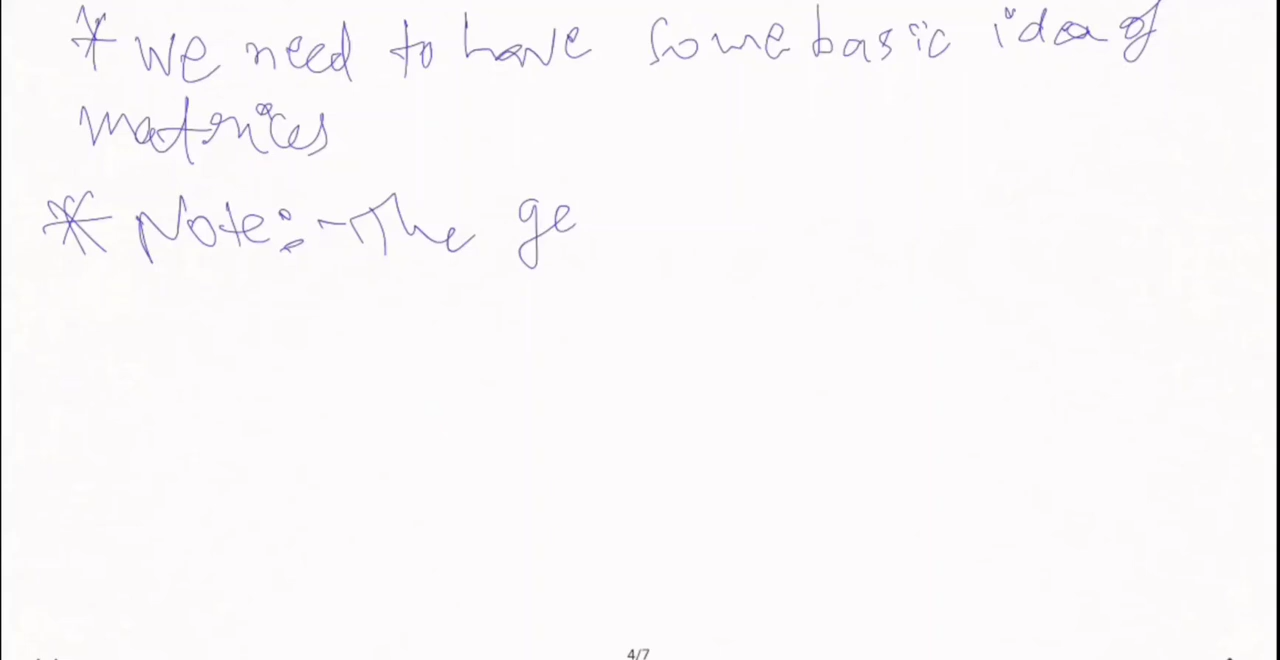 * We need to have some basic idea of
matrices
* Note:- The ge
4/7